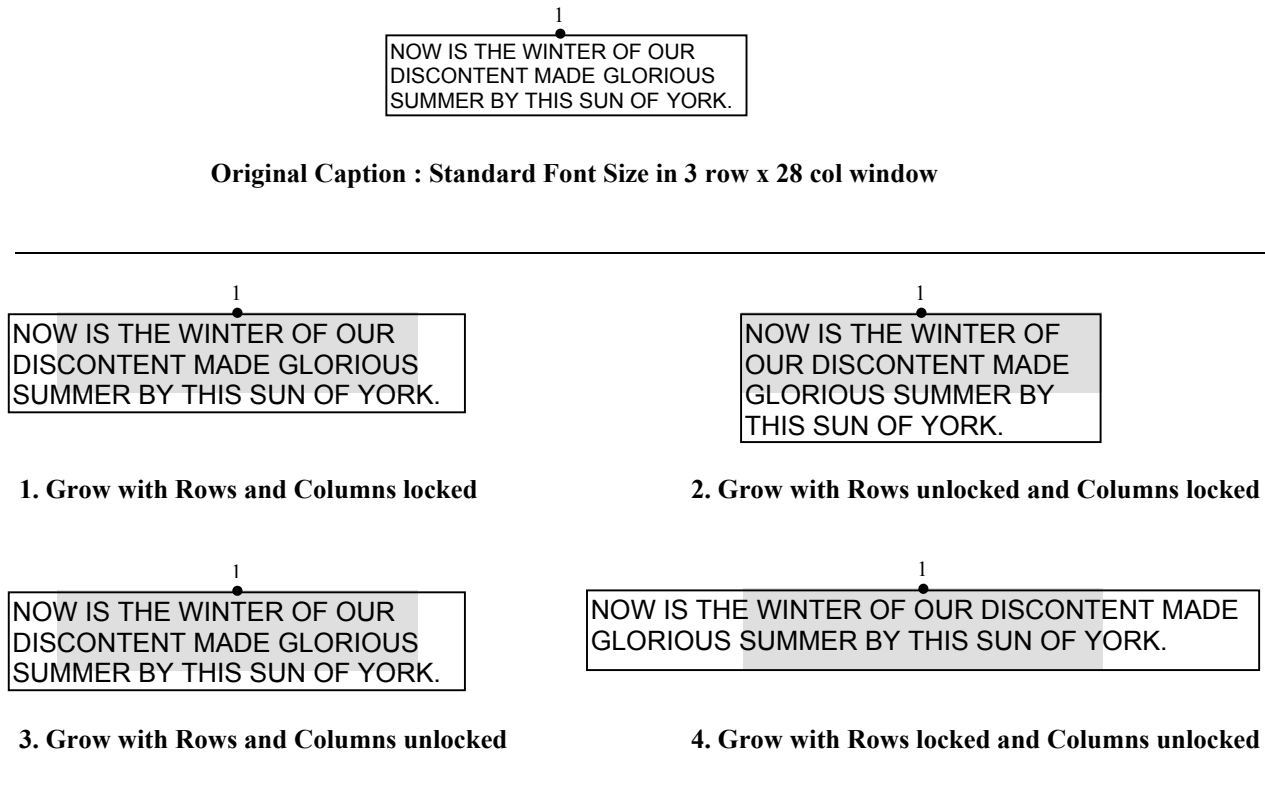 1
NOW IS THE WINTER OF OUR
DISCONTENT MADE GLORIOUS
SUMMER BY THIS SUN OF YORK.
Original Caption : Standard Font Size in 3 row x 28 col window
1
NOW IS THE WINTER OF OUR
DISCONTENT MADE GLORIOUS
SUMMER BY THIS SUN OF YORK.
1. Grow with Rows and Columns locked
1
NOW IS THE WINTER OF
OUR DISCONTENT MADE
GLORIOUS SUMMER BY
THIS SUN OF YORK.
2. Grow with Rows unlocked and Columns locked
1
NOW IS THE WINTER OF OUR
DISCONTENT MADE GLORIOUS
SUMMER BY THIS SUN OF YORK.
3. Grow with Rows and Columns unlocked
1
NOW IS THE WINTER OF OUR DISCONTENT MADE
GLORIOUS SUMMER BY THIS SUN OF YORK.
4. Grow with Rows locked and Columns unlocked